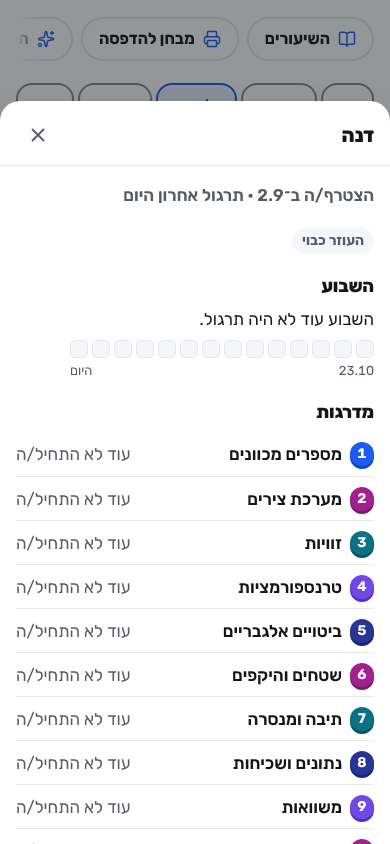 השיעורים
מבחן להדפסה
דנה
הצטרף/ה ב־2.9 • תרגול אחרון היום
העוזר כבוי
השבוע
השבוע עוד לא היה תרגול.
23.10
היום
מדרגות
1 מספרים מכוונים עוד לא התחיל/ה
2 מערכת צירים עוד לא התחיל/ה
3 זוויות עוד לא התחיל/ה
4 טרנספורמציות עוד לא התחיל/ה
5 ביטויים אלגבריים עוד לא התחיל/ה
6 שטחים והיקפים עוד לא התחיל/ה
7 תיבה ומנסרה עוד לא התחיל/ה
8 נתונים ושכיחות עוד לא התחיל/ה
9 משוואות עוד לא התחיל/ה